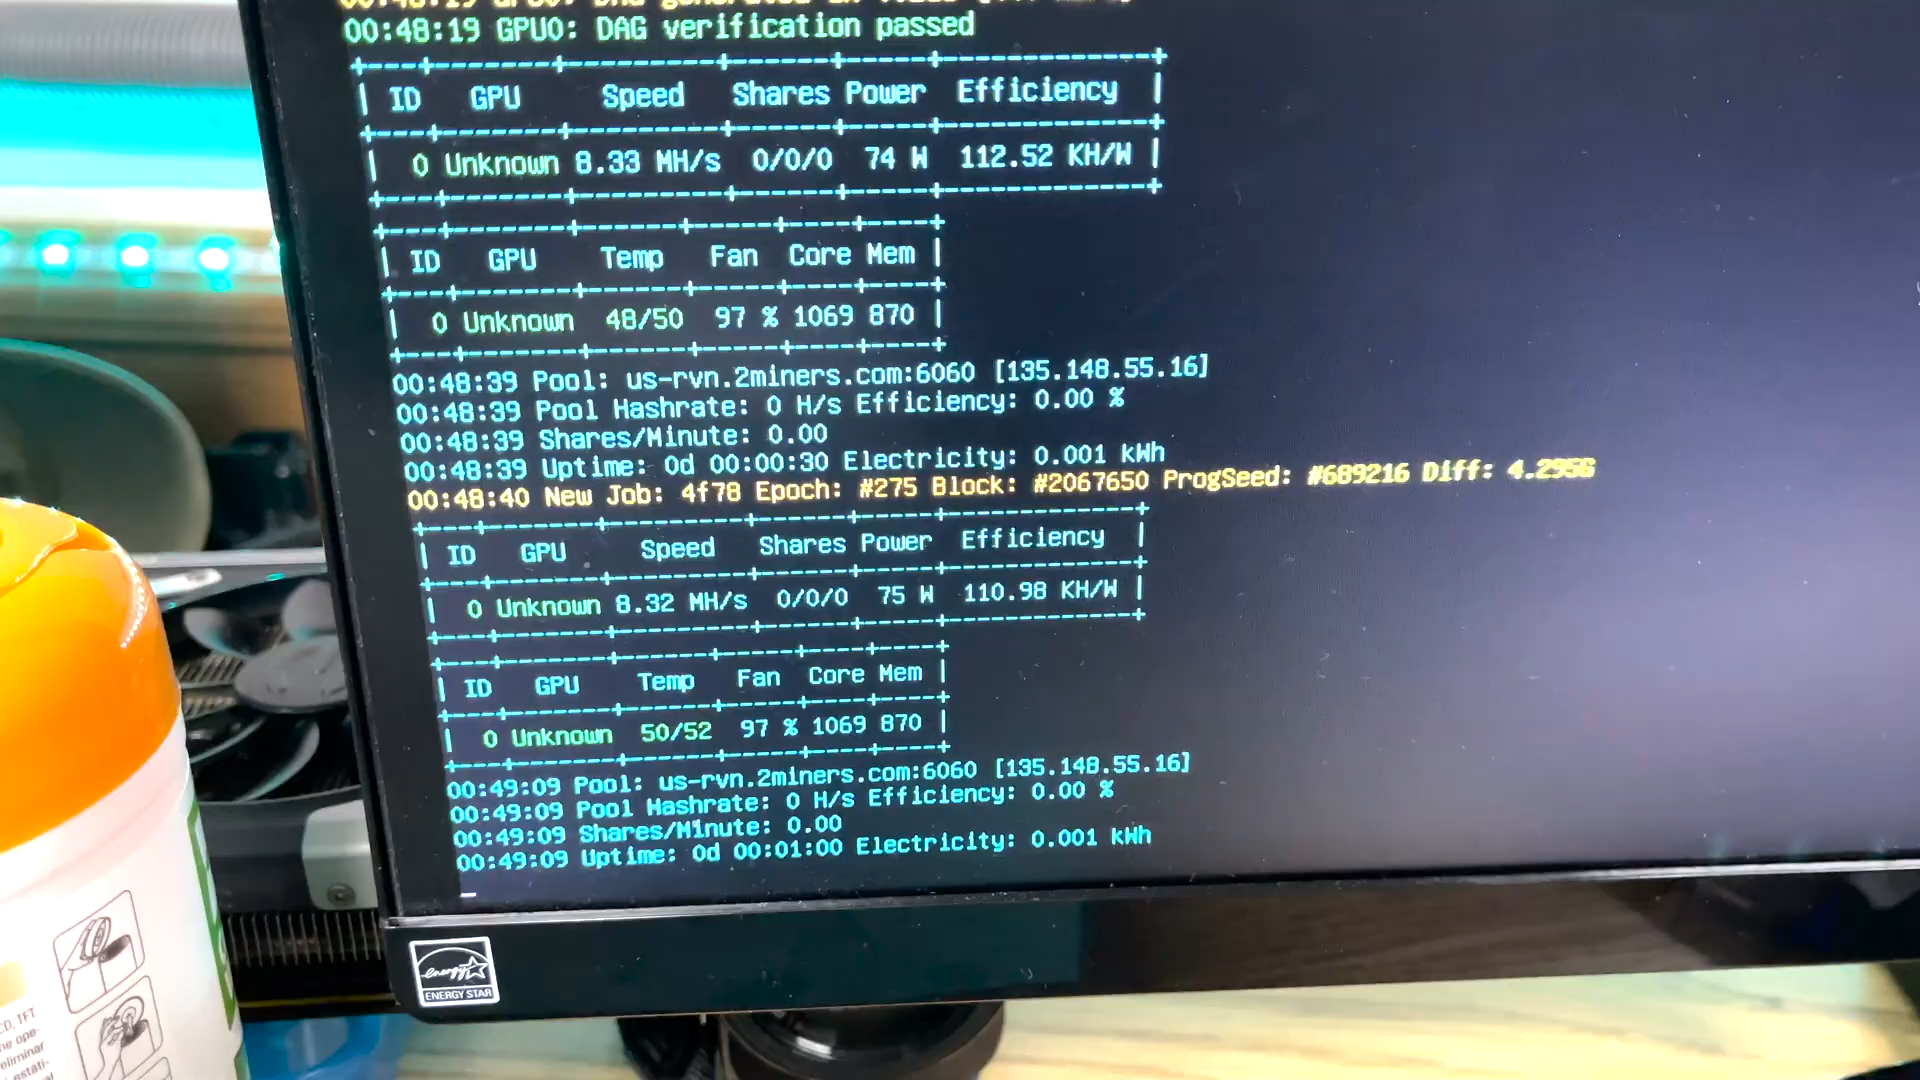 00:48:19 GPU0: DAG verification passed
| ID GPU Speed Shares Power Efficiency |
| 0 Unknown 8.33 MH/s 0/0/0 74 W 112.52 KH/W |
| ID GPU Temp Fan Core Mem |
| 0 Unknown 48/50 97 % 1069 870 |
00:48:39 Pool: us-rvn.2miners.com:6060 [135.148.55.16]
00:48:39 Pool Hashrate: 0 H/s Efficiency: 0.00 %
00:48:39 Shares/Minute: 0.00
00:48:39 Uptime: 0d 00:00:30 Electricity: 0.001 kWh
00:48:40 New Job: 4f78 Epoch: #275 Block: #2067650 ProgSeed: #689216 Diff: 4.295G
| ID GPU Speed Shares Power Efficiency |
| 0 Unknown 8.32 MH/s 0/0/0 75 W 110.98 KH/W |
| ID GPU Temp Fan Core Mem |
| 0 Unknown 50/52 97 % 1069 870 |
00:49:09 Pool: us-rvn.2miners.com:6060 [135.148.55.16]
00:49:09 Pool Hashrate: 0 H/s Efficiency: 0.00 %
00:49:09 Shares/Minute: 0.00
00:49:09 Uptime: 0d 00:01:00 Electricity: 0.001 kWh
energy
ENERGY STAR
CD, TFT